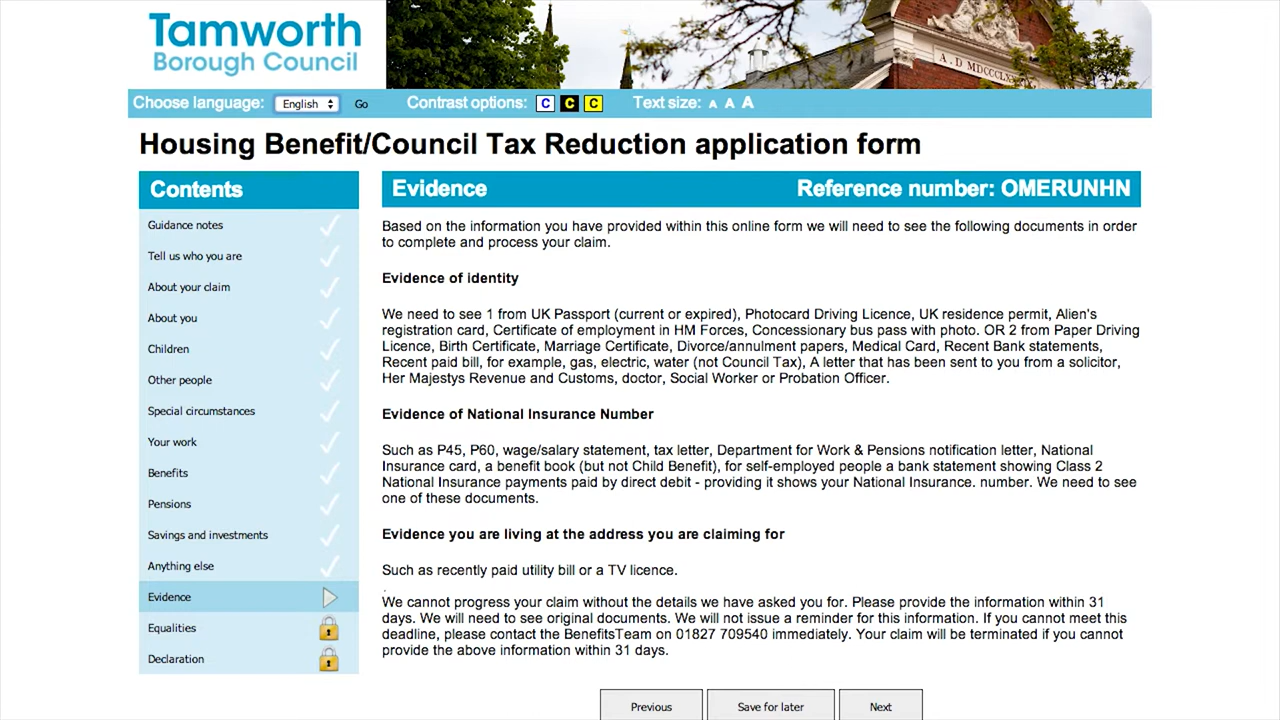 Tamworth
Borough Council
A.D MDCCCL
Choose language: English Go Contrast options: C C C Text size: A A A
Housing Benefit/Council Tax Reduction application form
Contents
Guidance notes
Tell us who you are
About your claim
About you
Children
Other people
Special circumstances
Your work
Benefits
Pensions
Savings and investments
Anything else
Evidence
Equalities
Declaration
Evidence Reference number: OMERUNHN
Based on the information you have provided within this online form we will need to see the following documents in order
to complete and process your claim.
Evidence of identity
We need to see 1 from UK Passport (current or expired), Photocard Driving Licence, UK residence permit, Alien's
registration card, Certificate of employment in HM Forces, Concessionary bus pass with photo. OR 2 from Paper Driving
Licence, Birth Certificate, Marriage Certificate, Divorce/annulment papers, Medical Card, Recent Bank statements,
Recent paid bill, for example, gas, electric, water (not Council Tax), A letter that has been sent to you from a solicitor,
Her Majestys Revenue and Customs, doctor, Social Worker or Probation Officer.
Evidence of National Insurance Number
Such as P45, P60, wage/salary statement, tax letter, Department for Work & Pensions notification letter, National
Insurance card, a benefit book (but not Child Benefit), for self-employed people a bank statement showing Class 2
National Insurance payments paid by direct debit - providing it shows your National Insurance. number. We need to see
one of these documents.
Evidence you are living at the address you are claiming for
Such as recently paid utility bill or a TV licence.
.
We cannot progress your claim without the details we have asked you for. Please provide the information within 31
days. We will need to see original documents. We will not issue a reminder for this information. If you cannot meet this
deadline, please contact the BenefitsTeam on 01827 709540 immediately. Your claim will be terminated if you cannot
provide the above information within 31 days.
Previous Save for later Next